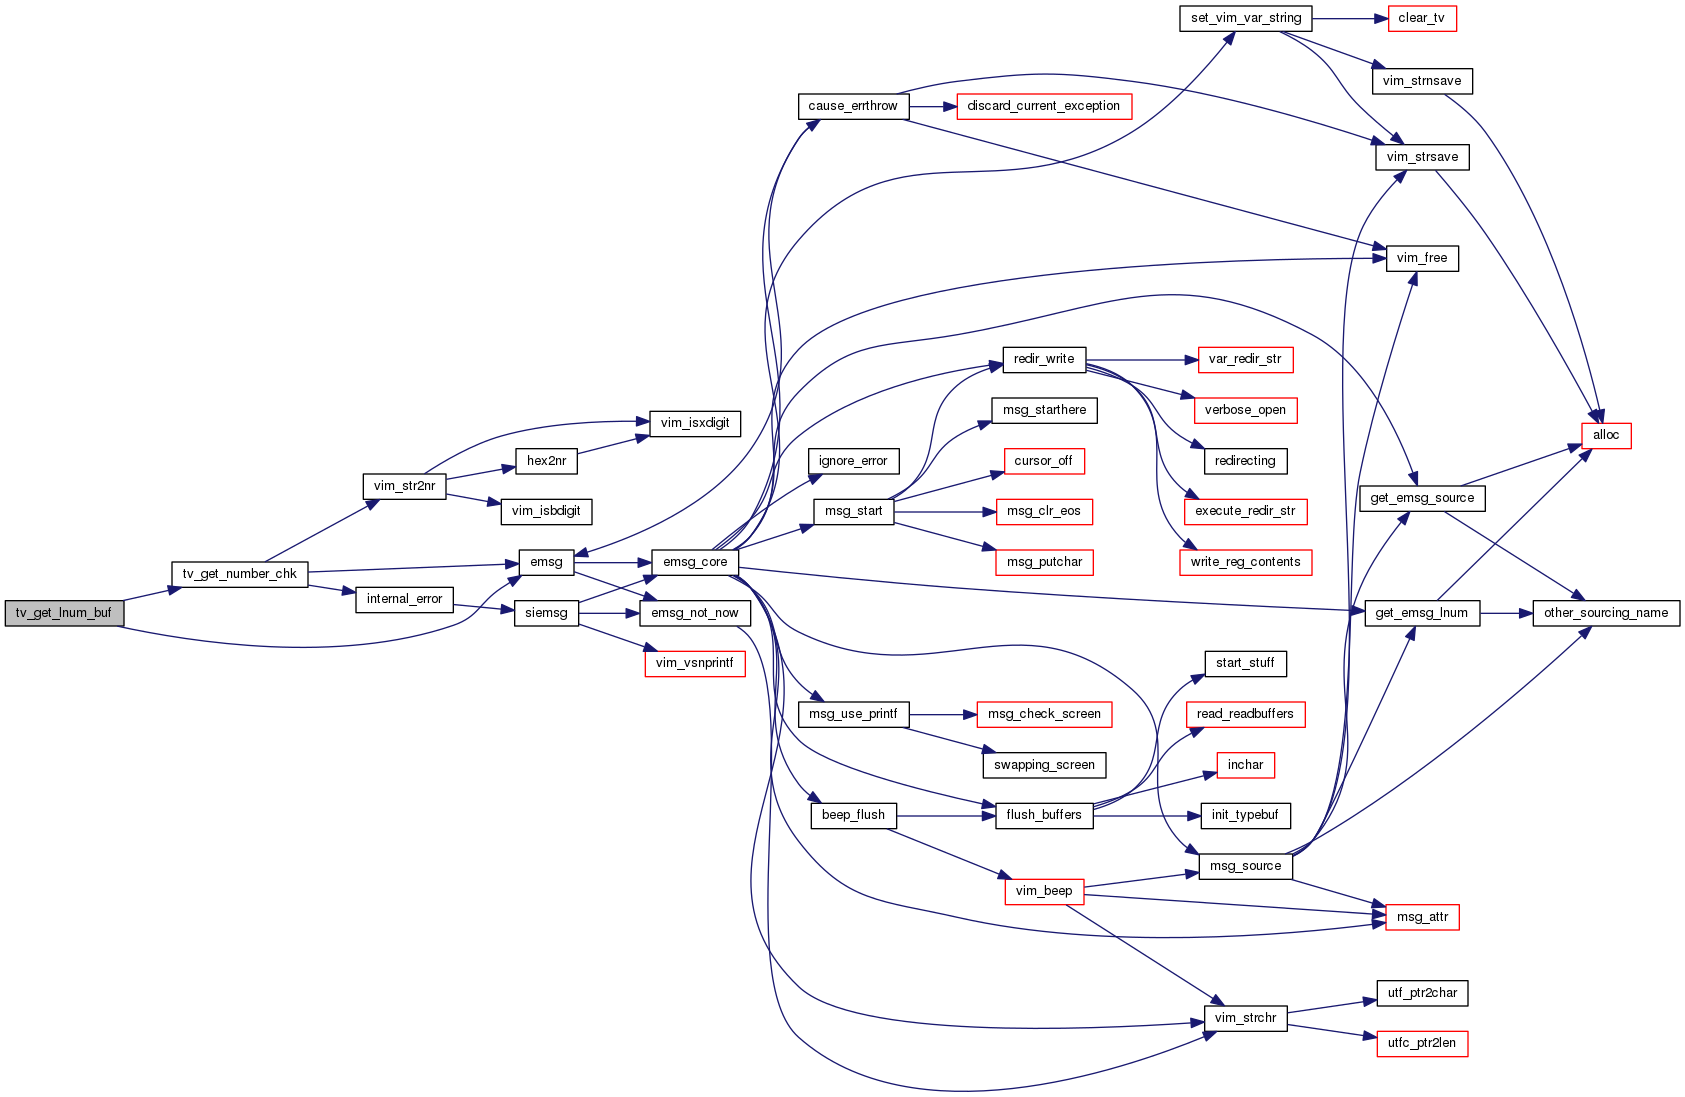 set_vim_var_string
clear_tv
vim_strnsave
cause_errthrow
discard_current_exception
vim_strsave
vim_free
redir_write
var_redir_str
msg_starthere
verbose_open
vim_isxdigit
alloc
hex2nr
ignore_error
cursor_off
redirecting
vim_str2nr
get_emsg_source
vim_isbdigit
msg_start
msg_clr_eos
execute_redir_str
tv_get_number_chk
emsg
emsg_core
msg_putchar
write_reg_contents
internal_error
tv_get_lnum_buf
siemsg
emsg_not_now
get_emsg_lnum
other_sourcing_name
vim_vsnprintf
start_stuff
msg_use_printf
msg_check_screen
read_readbuffers
swapping_screen
inchar
beep_flush
flush_buffers
init_typebuf
msg_source
vim_beep
msg_attr
utf_ptr2char
vim_strchr
utfc_ptr2len